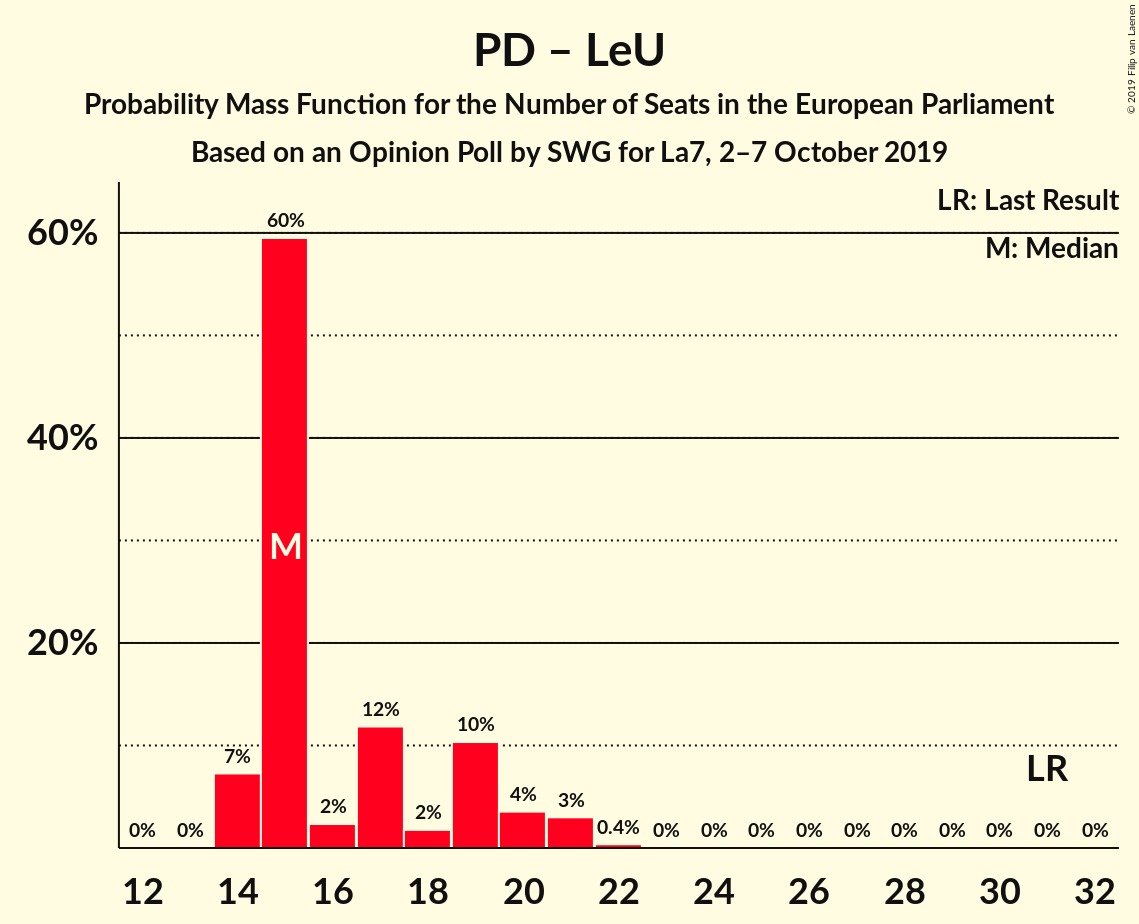 PD – LeU
Probability Mass Function for the Number of Seats in the European Parliament
Based on an Opinion Poll by SWG for La7, 2–7 October 2019
© 2019 Filip van Laenen
LR: Last Result
M: Median
60%
40%
20%
0% 0% 7% 60% 2% 12% 2% 10% 4% 3% 0.4% 0% 0% 0% 0% 0% 0% 0% 0% 0% 0%
M
LR
12 14 16 18 20 22 24 26 28 30 32